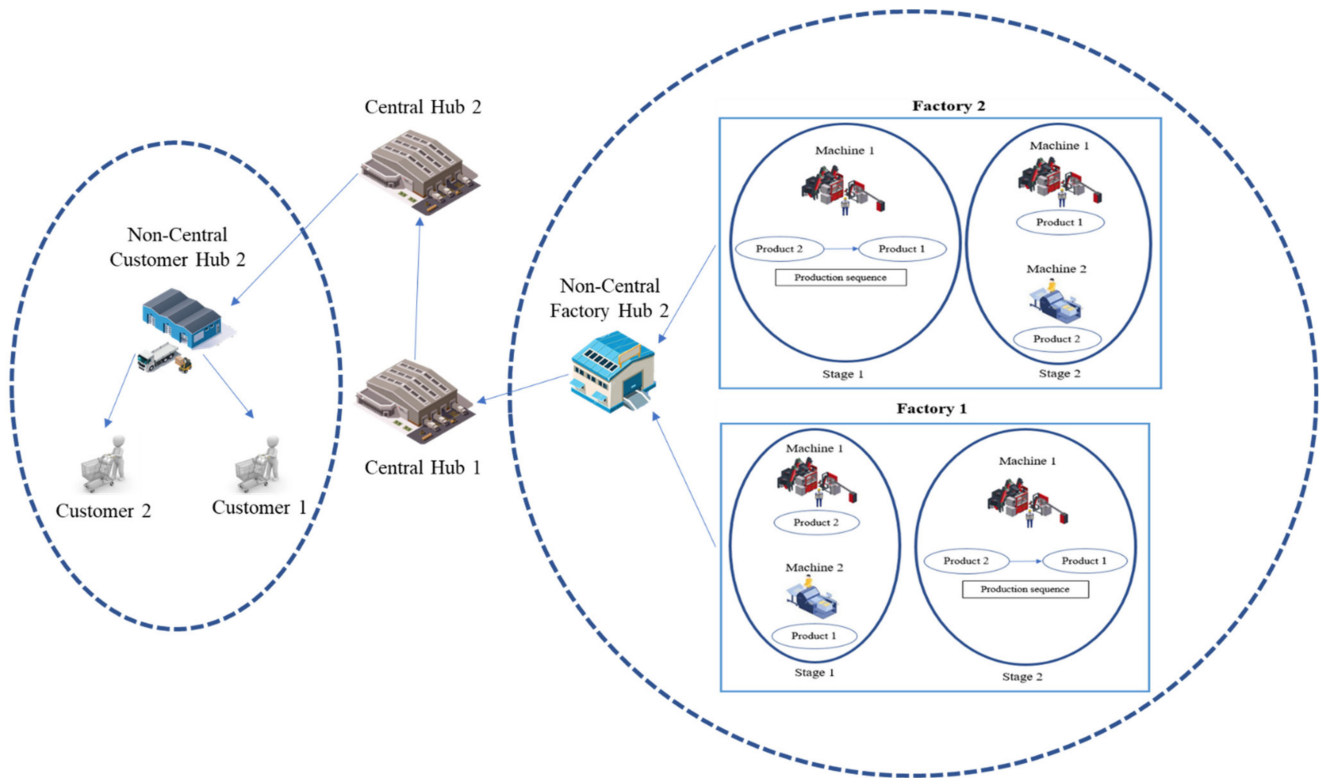 Central Hub 2
Non-Central
Customer Hub 2
Customer 2
Customer 1
Central Hub 1
Non-Central
Factory Hub 2
Factory 2
Machine 1
Product 2
Product 1
Production sequence
Stage 1
Machine 1
Product 1
Machine 2
Product 2
Stage 2
Factory 1
Machine 1
Product 2
Machine 2
Product 1
Stage 1
Machine 1
Product 2
Product 1
Production sequence
Stage 2